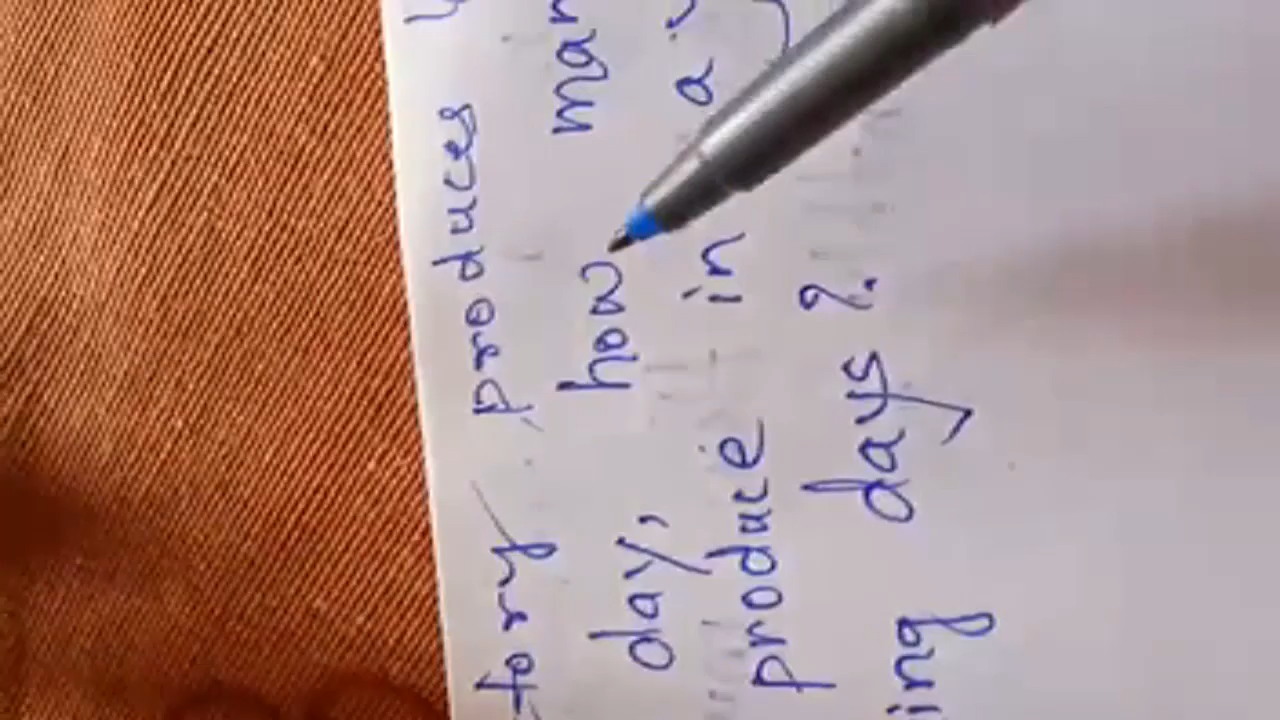 tory produces
day, how man
produce in a y
ing days ?